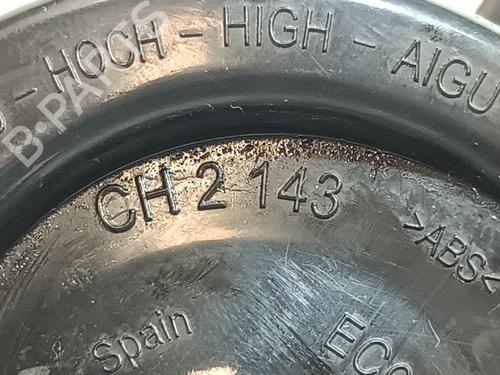 - HOCH - HIGH - AIGU
CH 2 143
>ABS<
Spain
B-PARTS